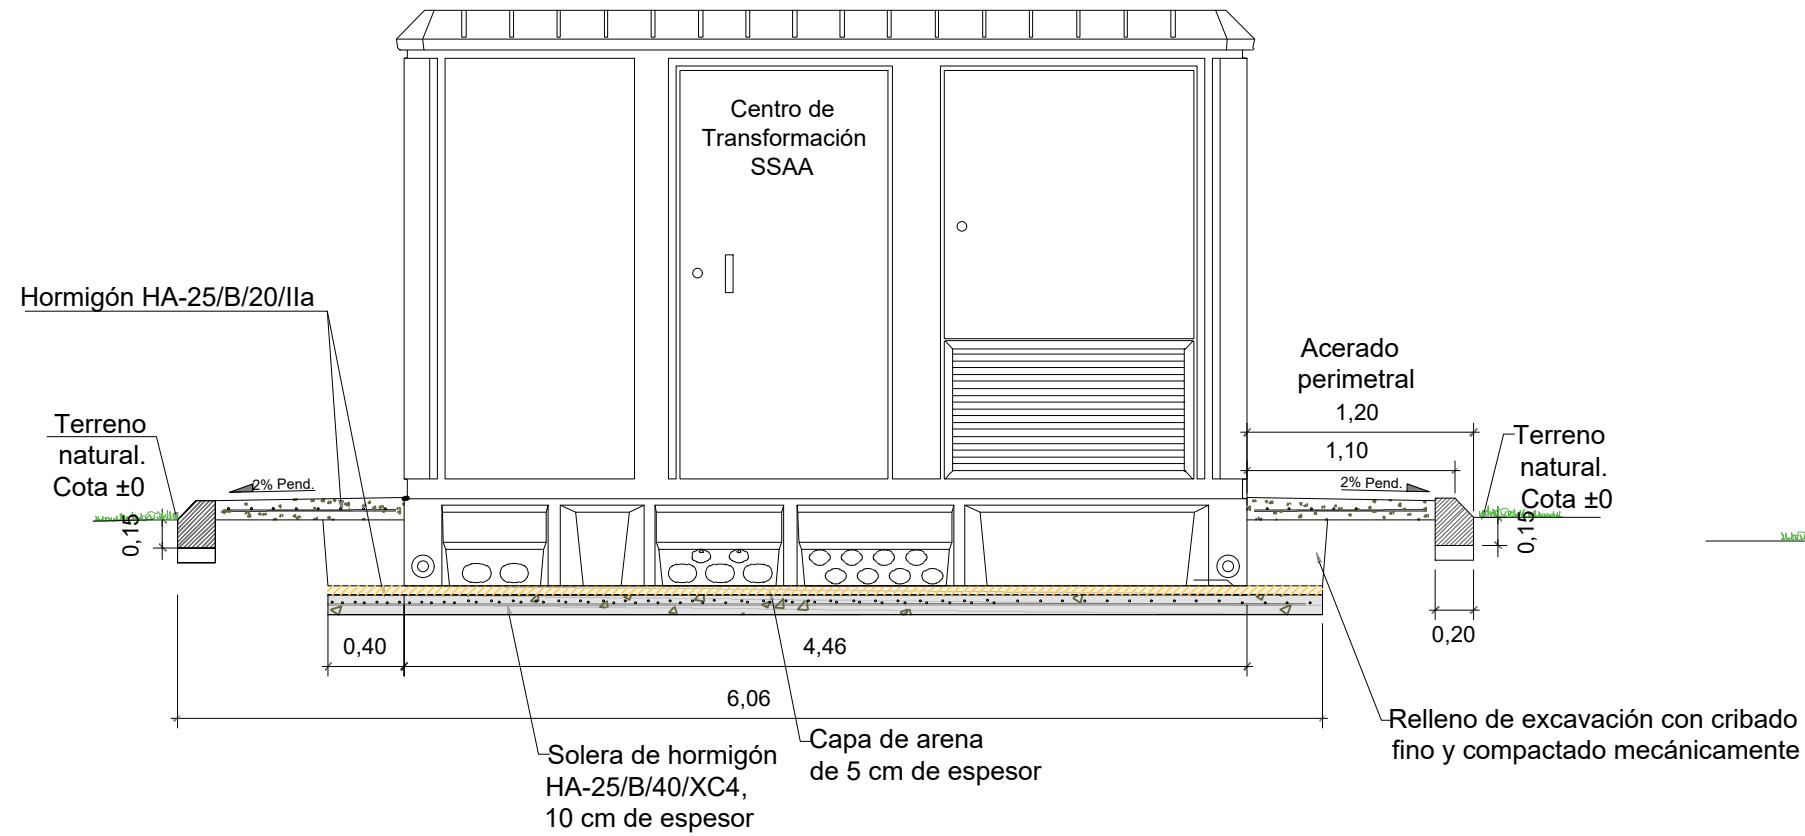 Centro de
Transformación
SSAA
Hormigón HA-25/B/20/IIa
Acerado
perimetral
1,20
1,10
Terreno
natural.
Cota ±0
2% Pend.
0,15
2% Pend.
Terreno
natural.
Cota ±0
0,15
0,20
0,40
4,46
6,06
Solera de hormigón
HA-25/B/40/XC4,
10 cm de espesor
Capa de arena
de 5 cm de espesor
Relleno de excavación con cribado
fino y compactado mecánicamente